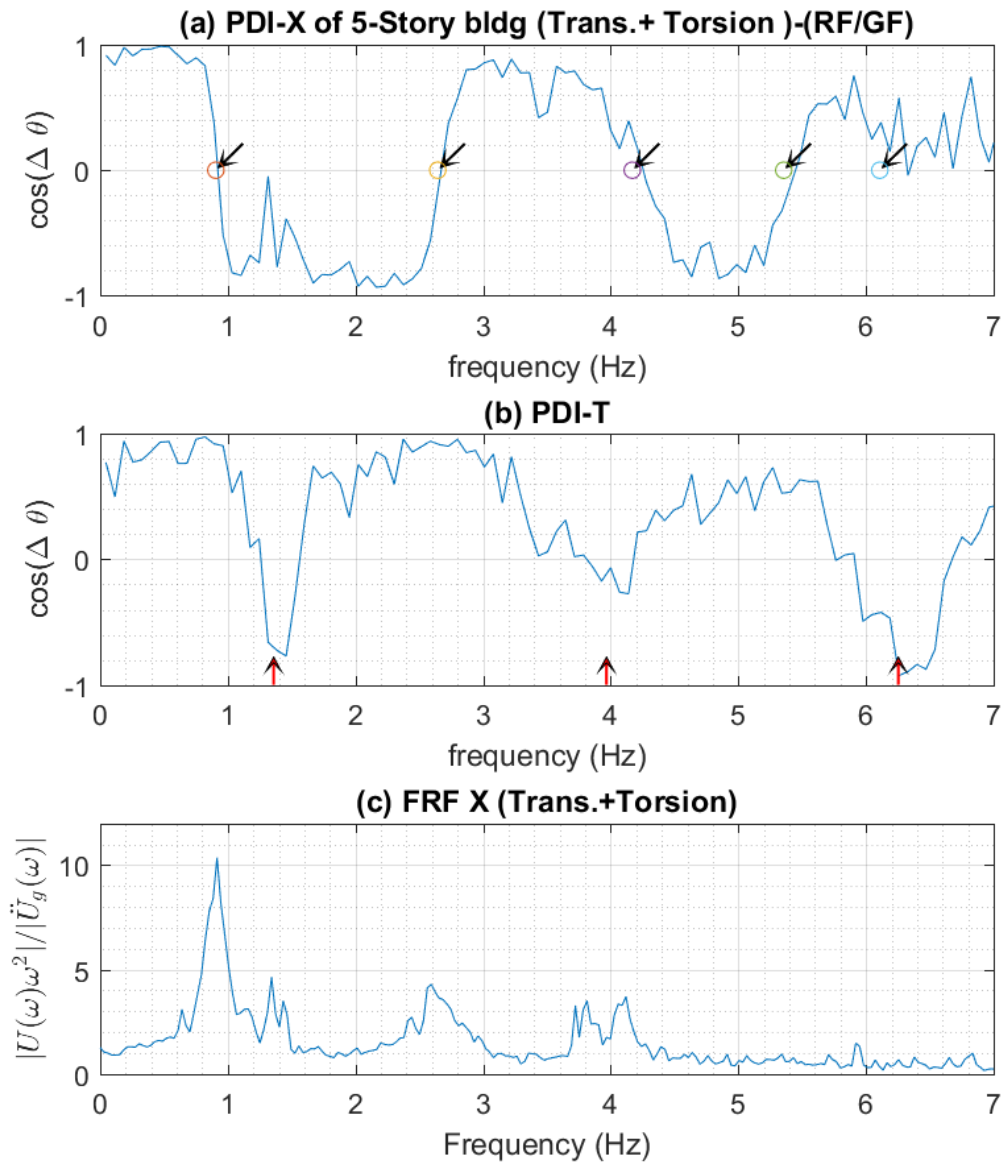 (a) PDI-X of 5-Story bldg (Trans.+ Torsion )-(RF/GF)
cos(Δ θ)
1
0
-1
0 1 2 3 4 5 6 7
frequency (Hz)
(b) PDI-T
cos(Δ θ)
1
0
-1
0 1 2 3 4 5 6 7
frequency (Hz)
(c) FRF X (Trans.+Torsion)
|U(ω)ω²|/|Ü_g(ω)|
10
5
0
0 1 2 3 4 5 6 7
Frequency (Hz)